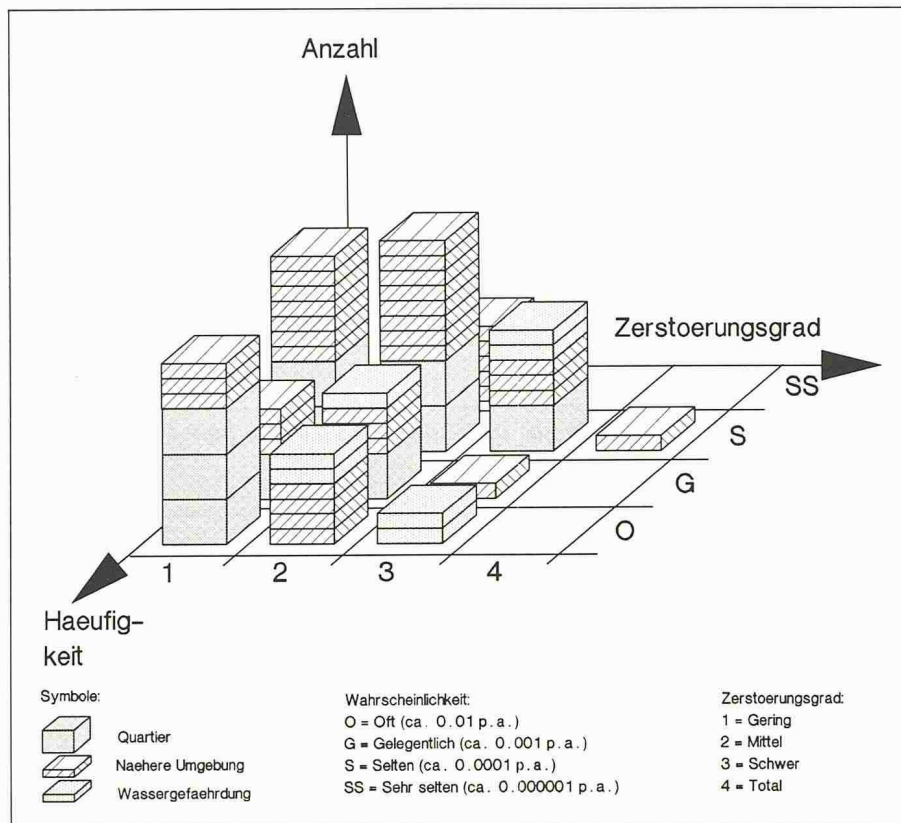 Anzahl
Zerstoerungsgrad
SS
S
G
O
1 2 3 4
Haeufig-
keit
Symbole:
Quartier
Naehere Umgebung
Wassergefaehrdung
Wahrscheinlichkeit:
O = Oft (ca. 0.01 p.a.)
G = Gelegentlich (ca. 0.001 p.a.)
S = Selten (ca. 0.0001 p.a.)
SS = Sehr selten (ca. 0.000001 p.a.)
Zerstoerungsgrad:
1 = Gering
2 = Mittel
3 = Schwer
4 = Total